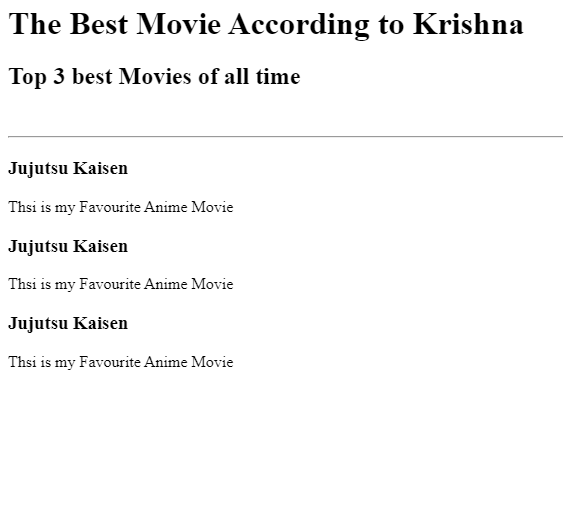 The Best Movie According to Krishna
Top 3 best Movies of all time
Jujutsu Kaisen
Thsi is my Favourite Anime Movie
Jujutsu Kaisen
Thsi is my Favourite Anime Movie
Jujutsu Kaisen
Thsi is my Favourite Anime Movie